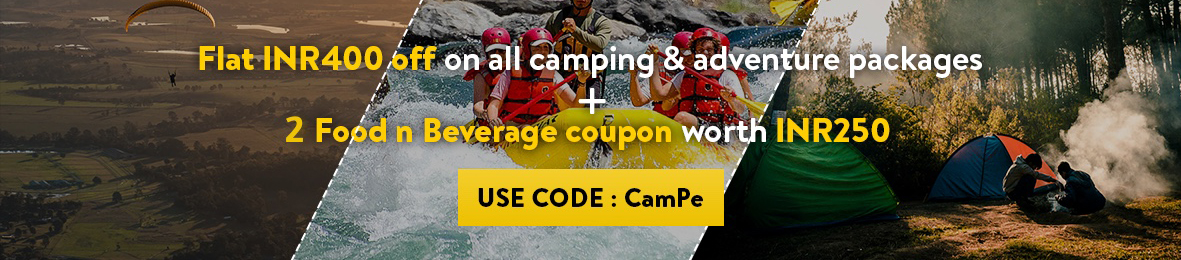 Flat INR400 off on all camping & adventure packages
+
2 Food n Beverage coupon worth INR250
USE CODE : CamPe